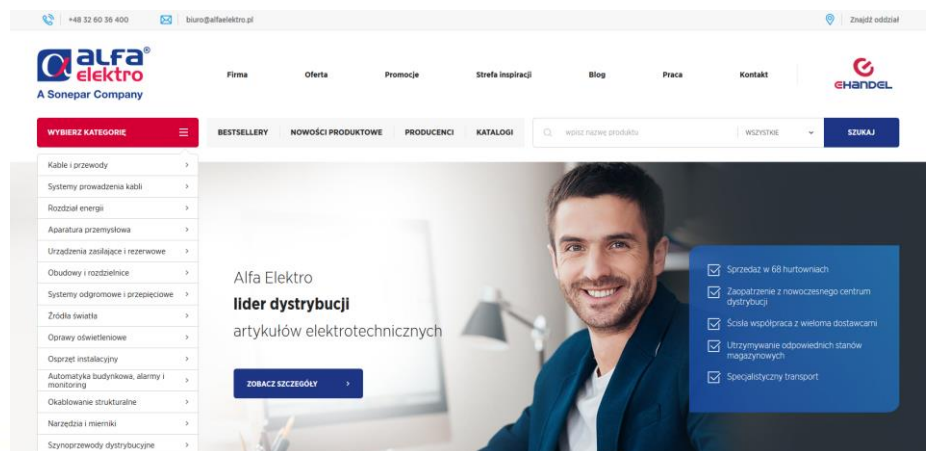 +48 32 60 36 400
biuro@alfaelektro.pl
Znajdź oddział
alfa®
elektro
A Sonepar Company
Firma
Oferta
Promocje
Strefa inspiracji
Blog
Praca
Kontakt
eHANDEL
WYBIERZ KATEGORIĘ
BESTSELLERY
NOWOŚCI PRODUKTOWE
PRODUCENCI
KATALOGI
wpisz nazwę produktu
WSZYSTKIE
SZUKAJ
Kable i przewody
Systemy prowadzenia kabli
Rozdział energii
Aparatura przemysłowa
Urządzenia zasilające i rezerwowe
Obudowy i rozdzielnice
Systemy odgromowe i przepięciowe
Źródła światła
Oprawy oświetleniowe
Osprzęt instalacyjny
Automatyka budynkowa, alarmy i
monitoring
Okablowanie strukturalne
Narzędzia i mierniki
Szynoprzewody dystrybucyjne
Alfa Elektro
lider dystrybucji
artykułów elektrotechnicznych
ZOBACZ SZCZEGÓŁY
Sprzedaż w 68 hurtowniach
Zaopatrzenie z nowoczesnego centrum
dystrybucji
Ścisła współpraca z wieloma dostawcami
Utrzymywanie odpowiednich stanów
magazynowych
Specjalistyczny transport